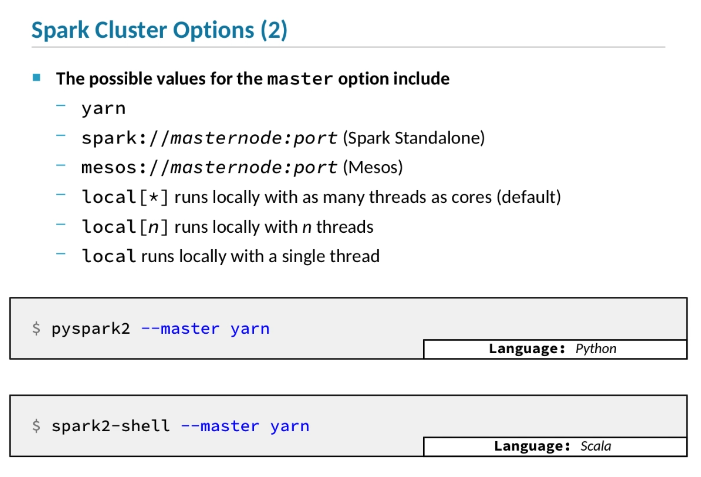 Spark Cluster Options (2)
The possible values for the master option include
– yarn
– spark://masternode:port (Spark Standalone)
– mesos://masternode:port (Mesos)
– local[*] runs locally with as many threads as cores (default)
– local[n] runs locally with n threads
– local runs locally with a single thread
$ pyspark2 --master yarn
Language: Python
$ spark2-shell --master yarn
Language: Scala